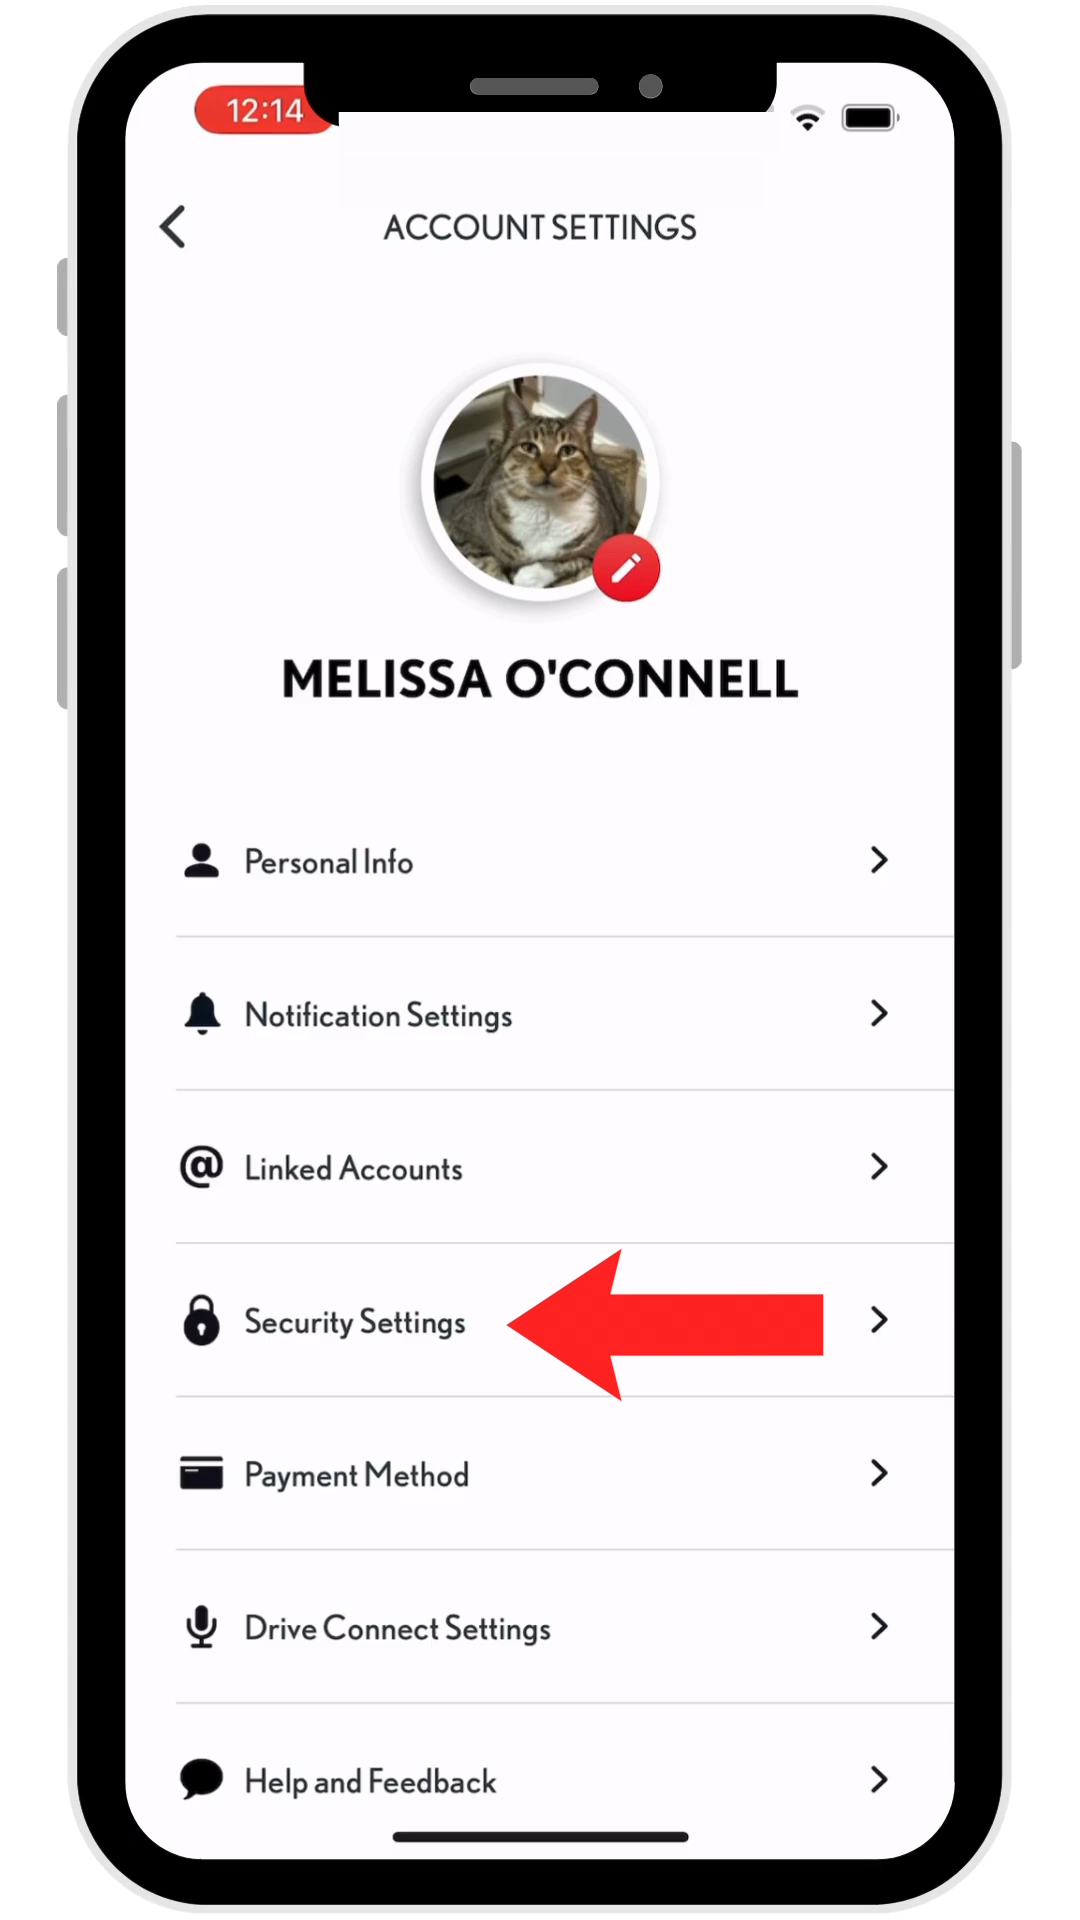 12:14
ACCOUNT SETTINGS
MELISSA O'CONNELL
Personal Info
Notification Settings
Linked Accounts
Security Settings
Payment Method
Drive Connect Settings
Help and Feedback